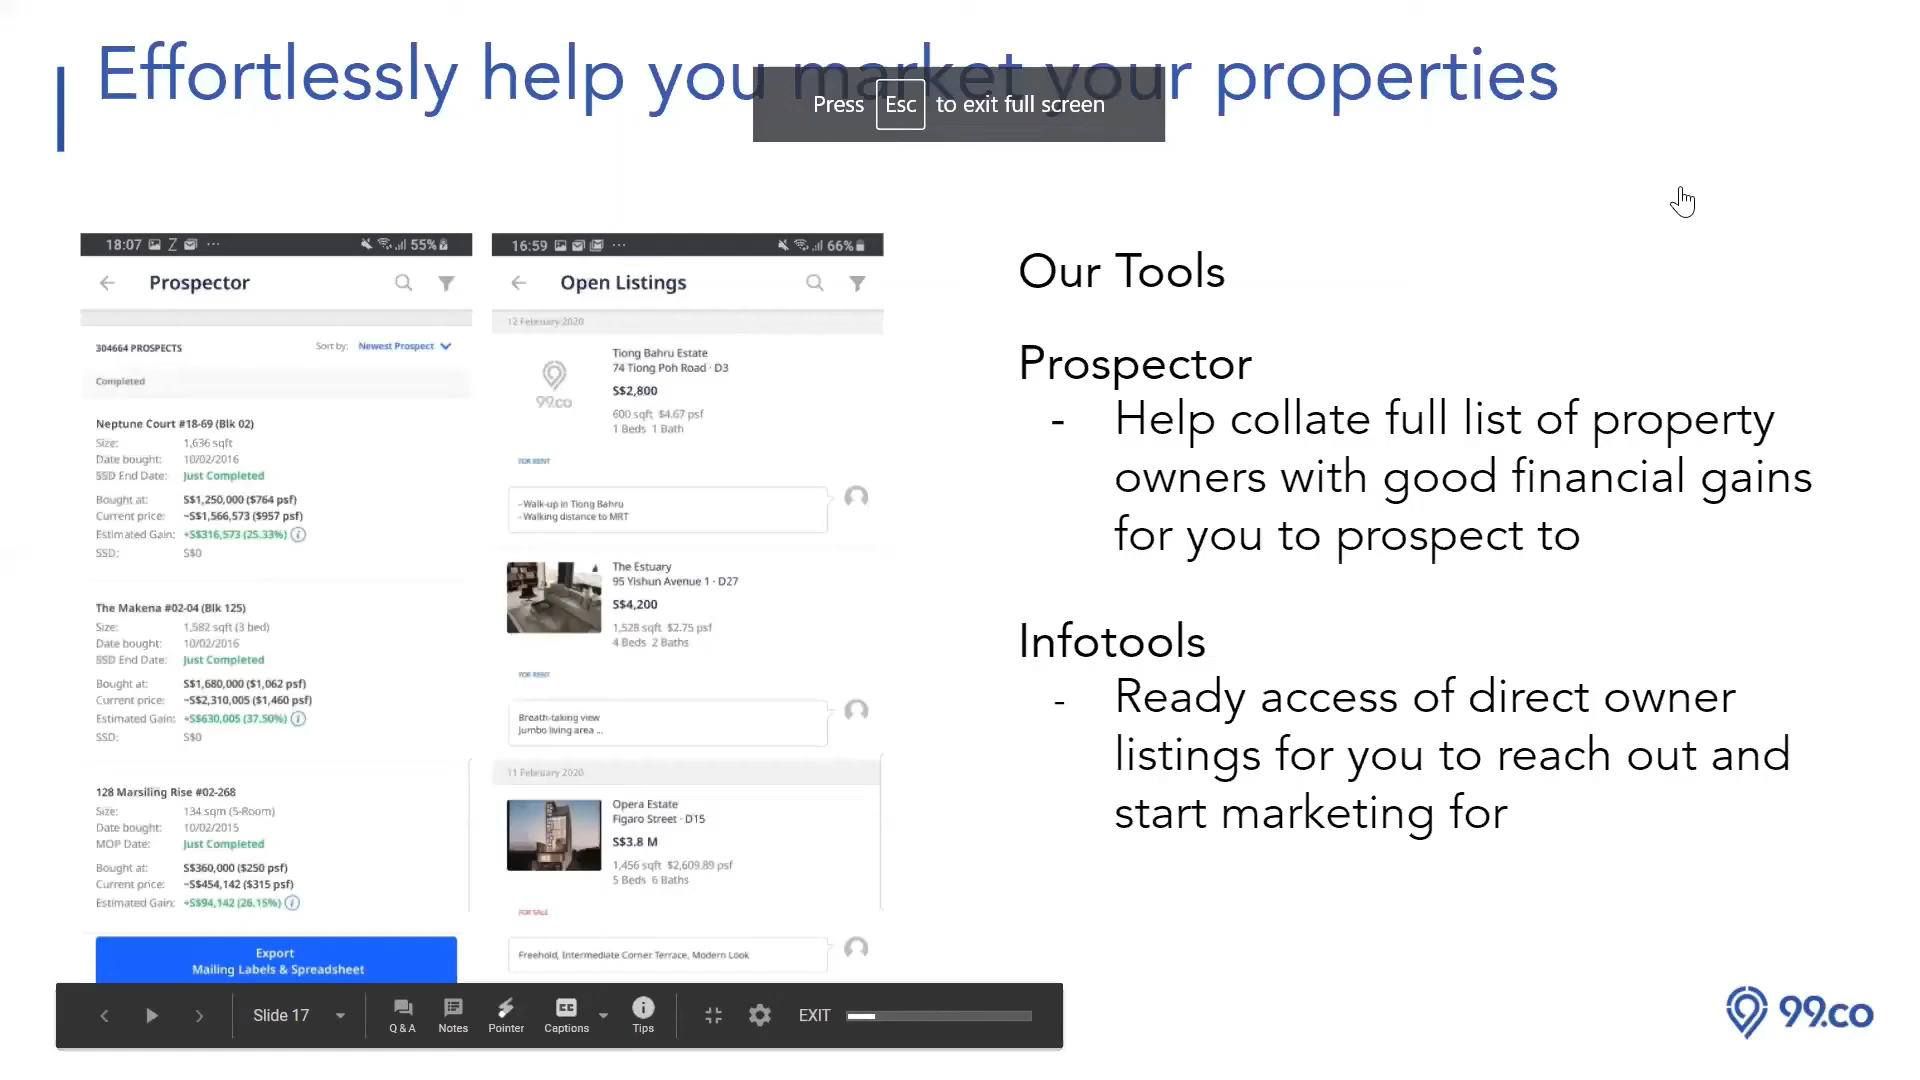 Effortlessly help you market your properties
Press Esc to exit full screen
18:07 Z ... 55%
Prospector
304664 PROSPECTS
Sort by: Newest Prospect
Completed
Neptune Court #18-69 (Blk 02)
Size: 1,636 sqft
Date bought: 10/02/2016
SSD End Date: Just Completed
Bought at: S$1,250,000 ($764 psf)
Current price: ~S$1,566,573 ($957 psf)
Estimated Gain: +S$316,573 (25.33%) i
SSD: S$0
The Makena #02-04 (Blk 125)
Size: 1,582 sqft (3 bed)
Date bought: 10/02/2016
SSD End Date: Just Completed
Bought at: S$1,680,000 ($1,062 psf)
Current price: ~S$2,310,005 ($1,460 psf)
Estimated Gain: +S$630,005 (37.50%) i
SSD: S$0
128 Marsiling Rise #02-268
Size: 134 sqm (5-Room)
Date bought: 10/02/2015
MOP Date: Just Completed
Bought at: S$360,000 ($250 psf)
Current price: ~S$454,142 ($315 psf)
Estimated Gain: +S$94,142 (26.15%) i
Export
Mailing Labels & Spreadsheet
16:59 ... 66%
Open Listings
12 February 2020
99.co
Tiong Bahru Estate
74 Tiong Poh Road · D3
S$2,800
600 sqft $4.67 psf
1 Beds 1 Bath
FOR RENT
- Walk-up in Tiong Bahru
- Walking distance to MRT
The Estuary
95 Yishun Avenue 1 · D27
S$4,200
1,528 sqft $2.75 psf
4 Beds 2 Baths
FOR RENT
Breath-taking view
Jumbo living area ...
11 February 2020
Opera Estate
Figaro Street · D15
S$3.8 M
1,456 sqft $2,609.89 psf
5 Beds 6 Baths
FOR SALE
Freehold, Intermediate Corner Terrace, Modern Look
Our Tools
Prospector
- Help collate full list of property
owners with good financial gains
for you to prospect to
Infotools
- Ready access of direct owner
listings for you to reach out and
start marketing for
Slide 17
Q & A
Notes
Pointer
CC
Captions
Tips
EXIT
99.co